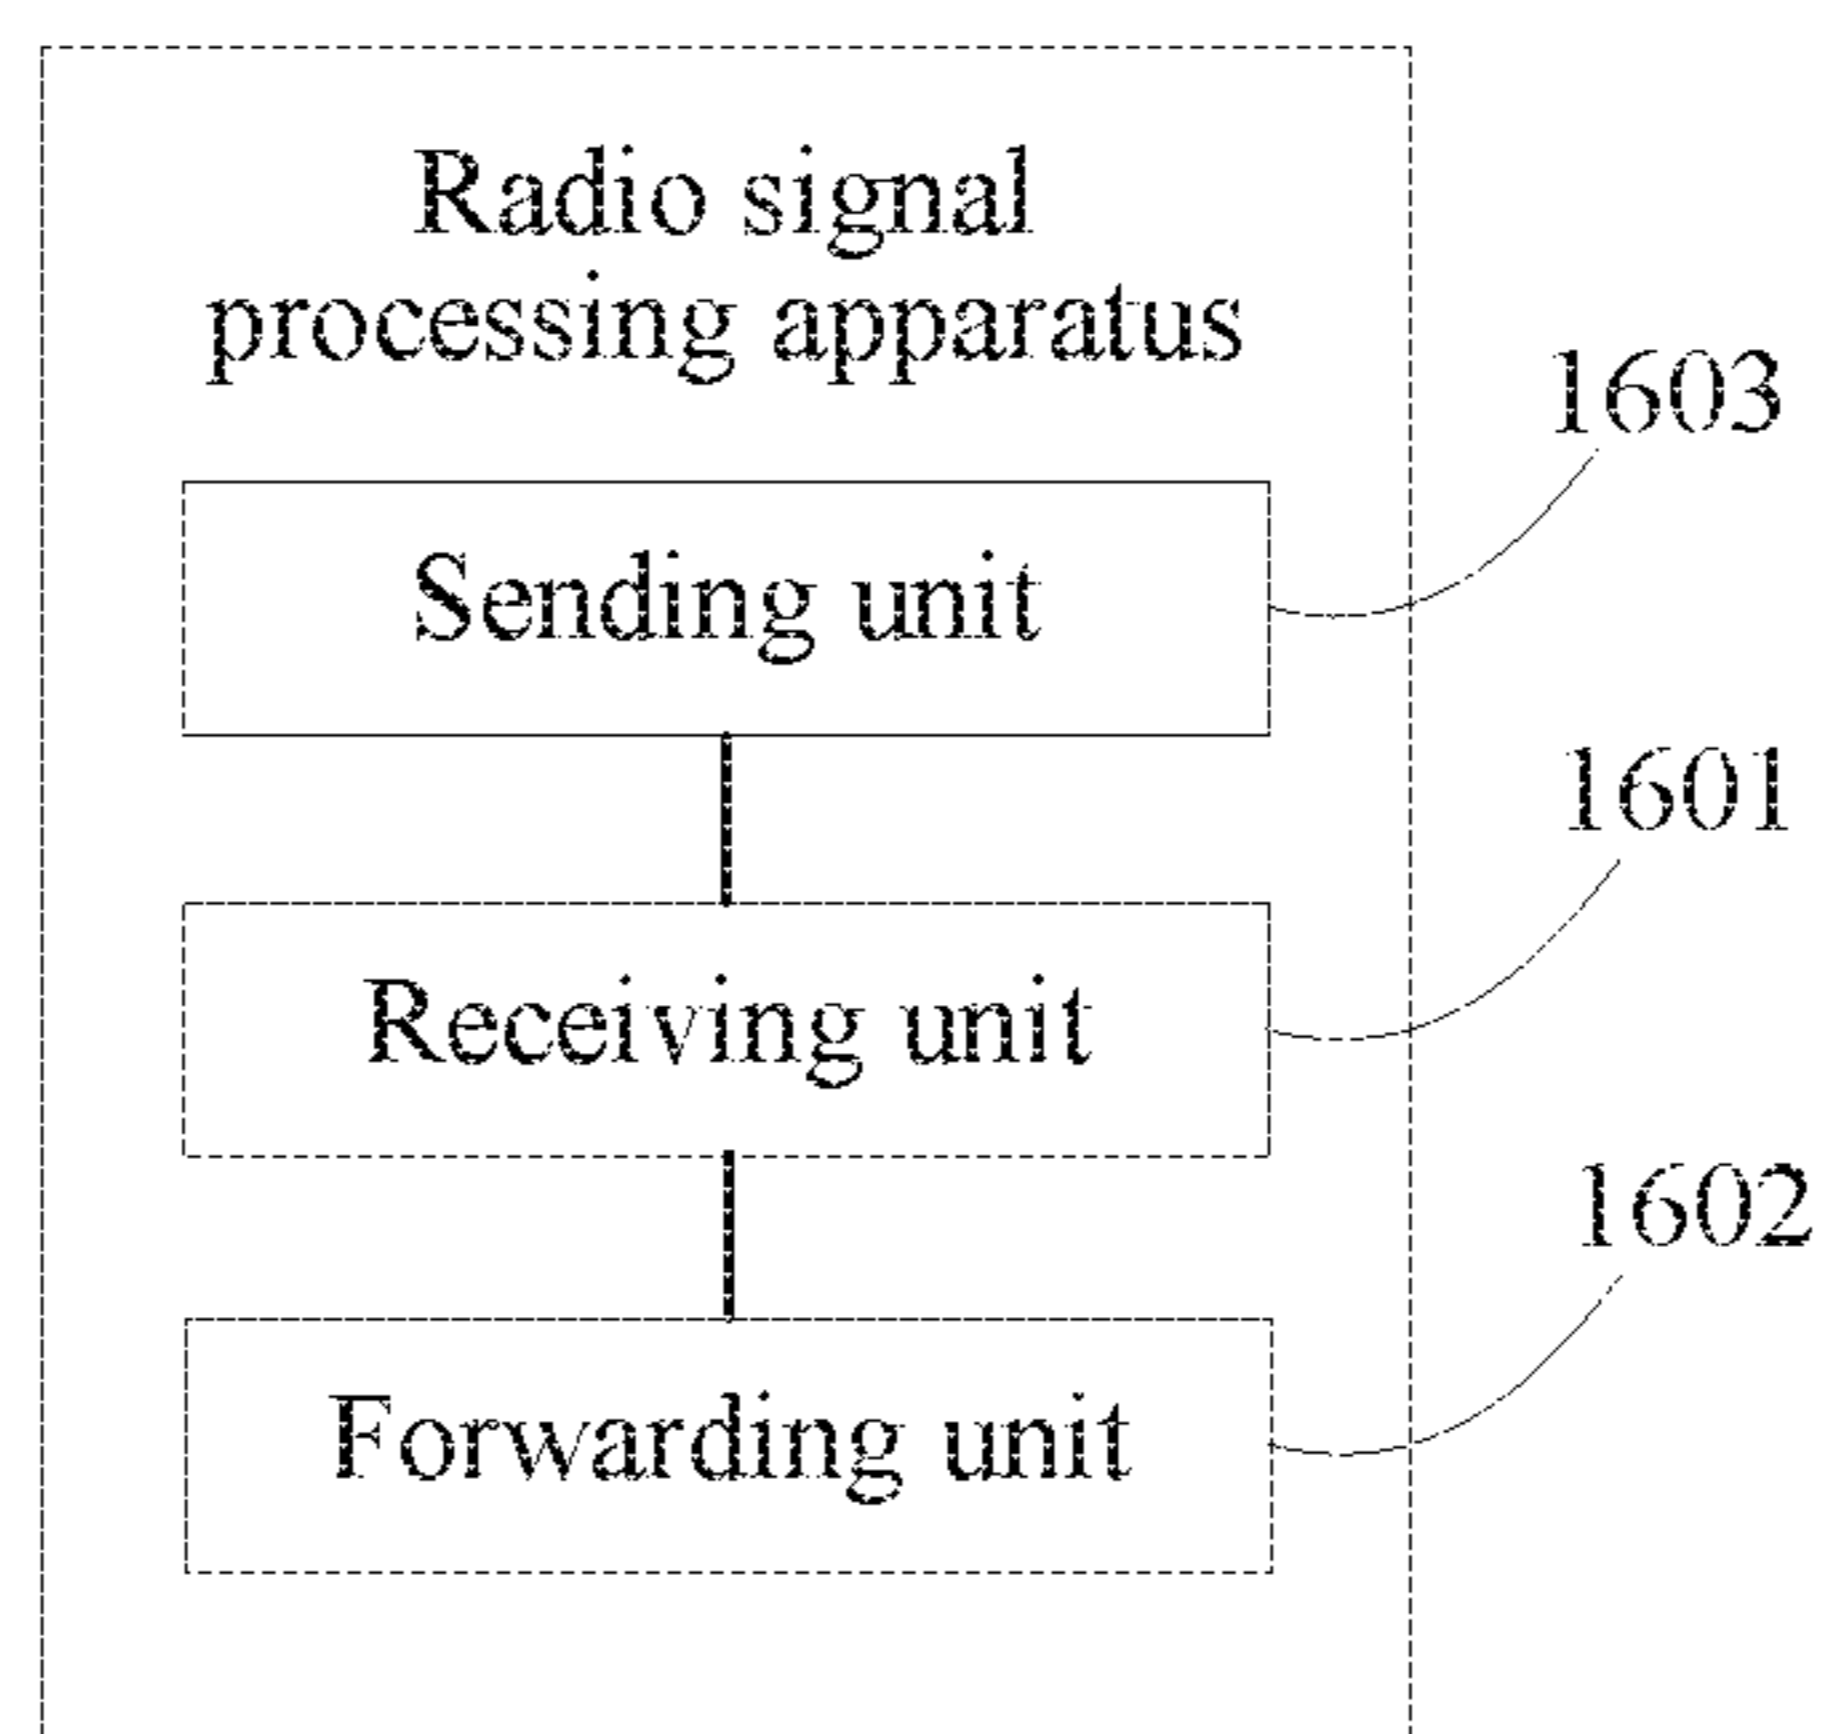 Radio signal
processing apparatus
1603
Sending unit
1601
Receiving unit
1602
Forwarding unit